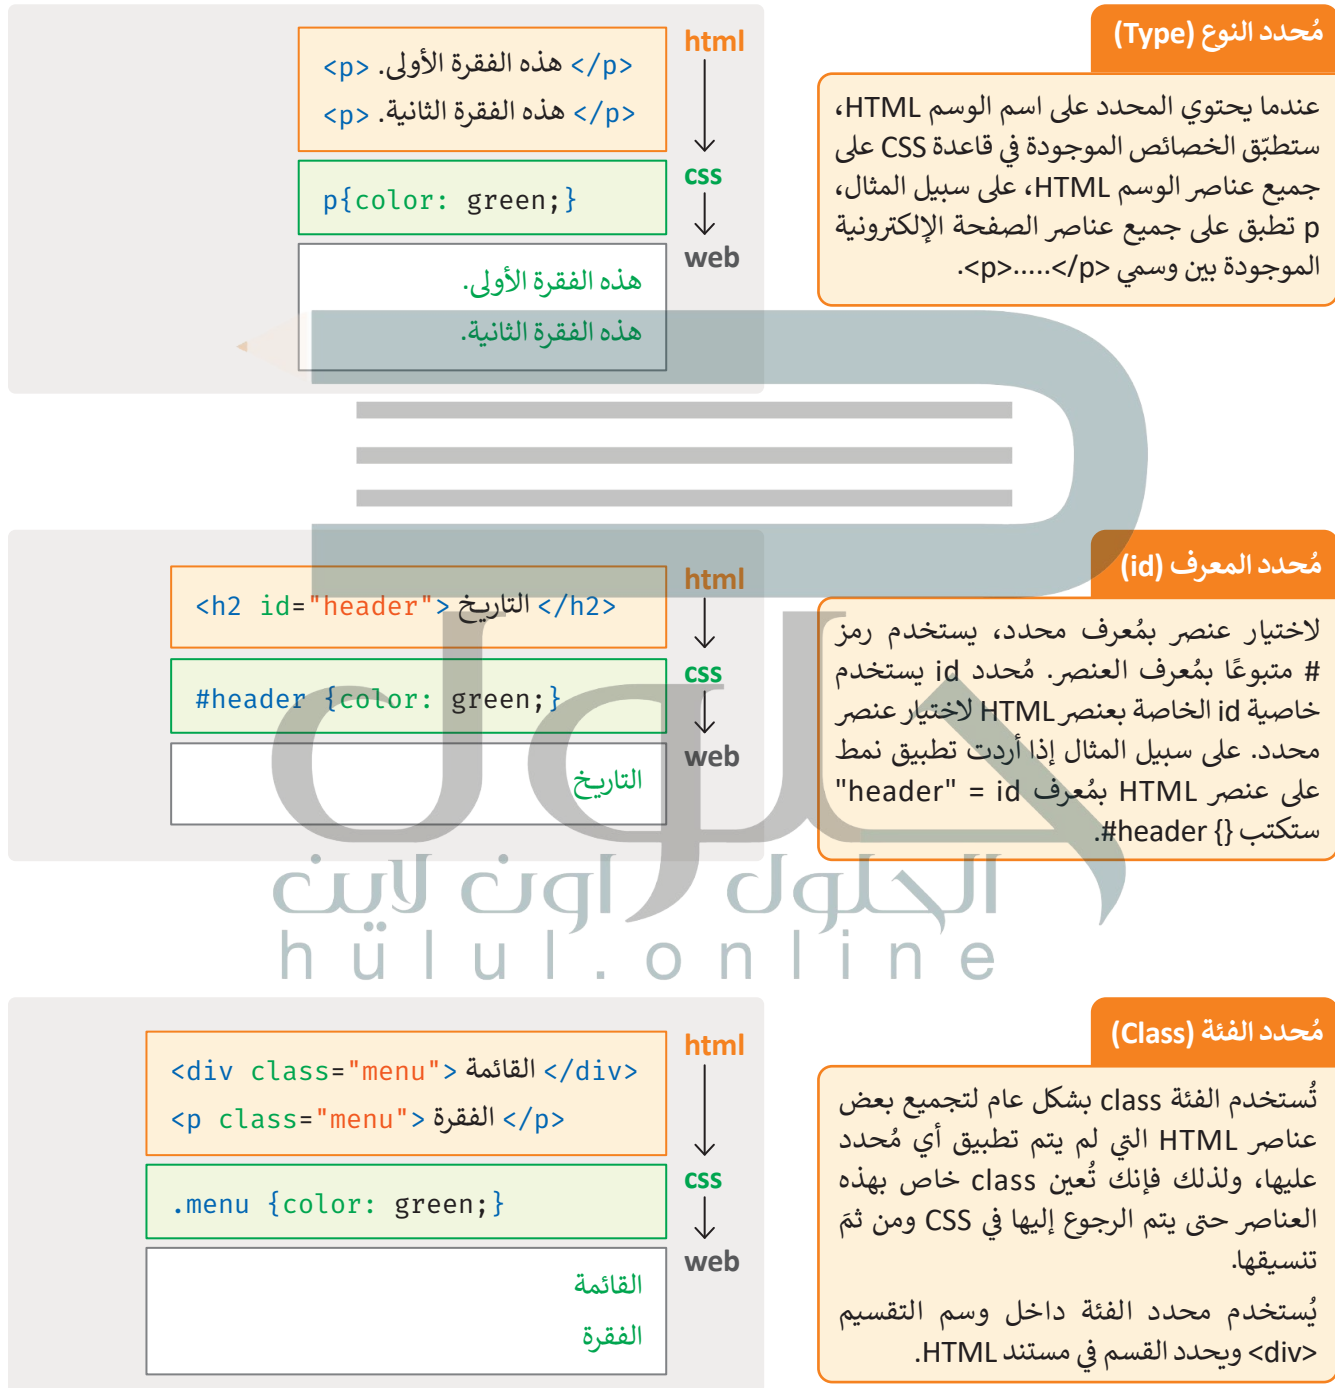 مُحدد النوع (Type)
عندما يحتوي المحدد على اسم الوسم HTML،
ستطبّق الخصائص الموجودة في قاعدة CSS على
جميع عناصر الوسم HTML، على سبيل المثال،
p تطبق على جميع عناصر الصفحة الإلكترونية
الموجودة بين وسمي <p>.....</p>.
html
<p> هذه الفقرة الأولى. </p>
<p> هذه الفقرة الثانية. </p>
css
p{color: green;}
web
هذه الفقرة الأولى.
هذه الفقرة الثانية.
مُحدد المعرف (id)
لاختيار عنصر بمُعرف محدد، يستخدم رمز
# متبوعًا بمُعرف العنصر. مُحدد id يستخدم
خاصية id الخاصة بعنصر HTML لاختيار عنصر
محدد. على سبيل المثال إذا أردت تطبيق نمط
على عنصر HTML بمُعرف id = "header"
ستكتب #header {}.
html
<h2 id="header"> التاريخ </h2>
css
#header {color: green;}
web
التاريخ
حلول
الحلول اون لاين
hülul.online
مُحدد الفئة (Class)
تُستخدم الفئة class بشكل عام لتجميع بعض
عناصر HTML التي لم يتم تطبيق أي مُحدد
عليها، ولذلك فإنك تُعين class خاص بهذه
العناصر حتى يتم الرجوع إليها في CSS ومن ثمَ
تنسيقها.
يُستخدم محدد الفئة داخل وسم التقسيم
<div> ويحدد القسم في مستند HTML.
html
<div class="menu"> القائمة </div>
<p class="menu"> الفقرة </p>
css
.menu {color: green;}
web
القائمة
الفقرة